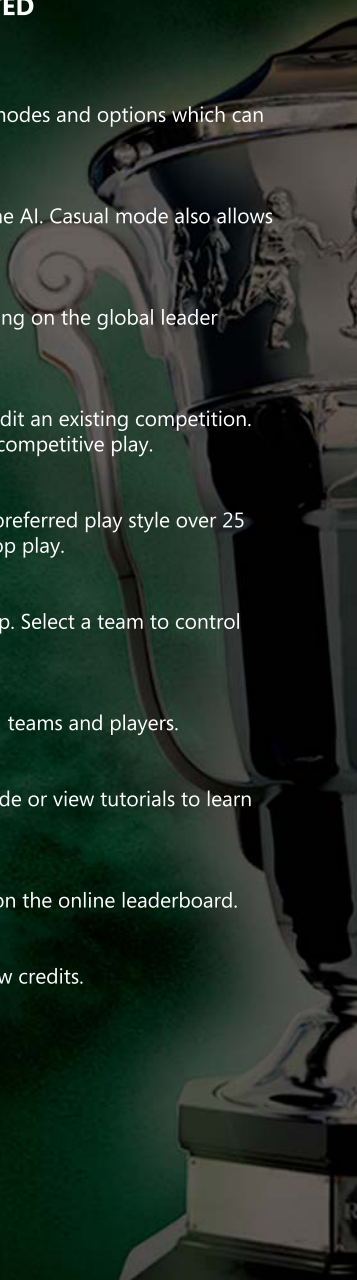 TED
modes and options which can
he AI. Casual mode also allows
ng on the global leader
dit an existing competition.
competitive play.
preferred play style over 25
op play.
p. Select a team to control
teams and players.
de or view tutorials to learn
on the online leaderboard.
w credits.